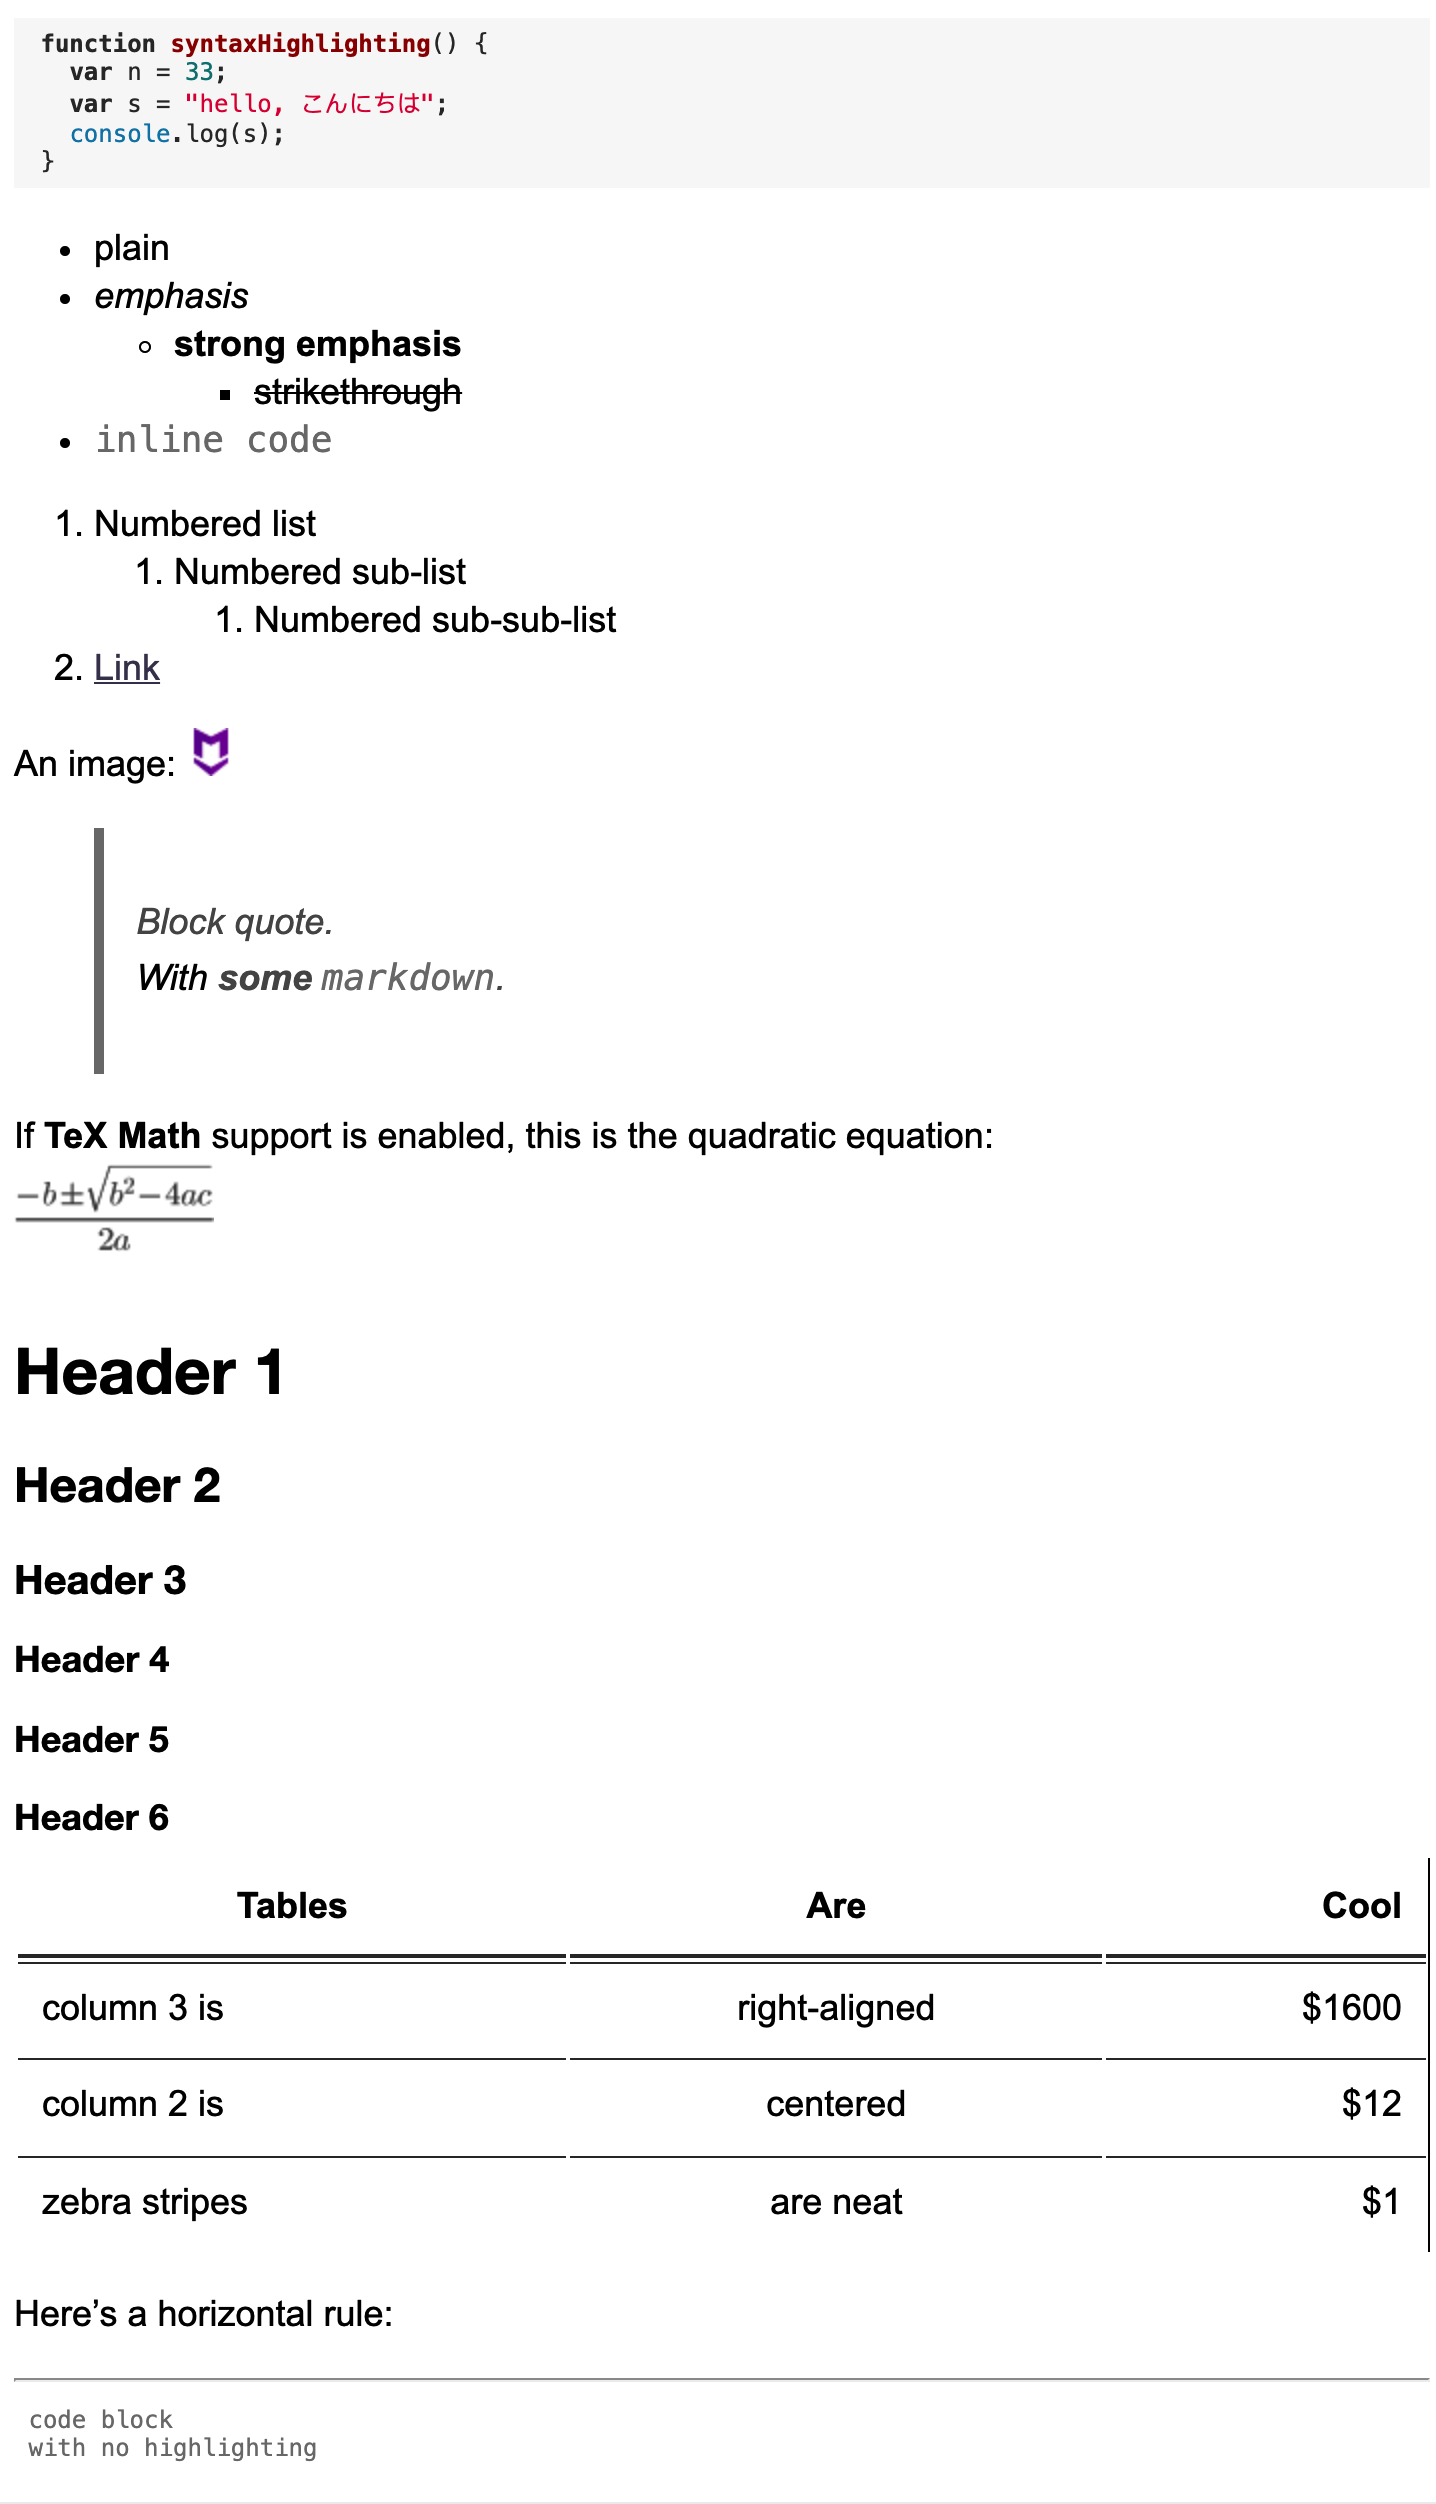 function syntaxHighlighting() {
  var n = 33;
  var s = "hello, こんにちは";
  console.log(s);
}
plain
emphasis
strong emphasis
strikethrough
inline code
1. Numbered list
1. Numbered sub-list
1. Numbered sub-sub-list
2. Link
An image:
Block quote.
With some markdown.
If TeX Math support is enabled, this is the quadratic equation:
−b±√b²−4ac
2a
Header 1
Header 2
Header 3
Header 4
Header 5
Header 6
Tables Are Cool
column 3 is right-aligned $1600
column 2 is centered $12
zebra stripes are neat $1
Here’s a horizontal rule:
code block
with no highlighting